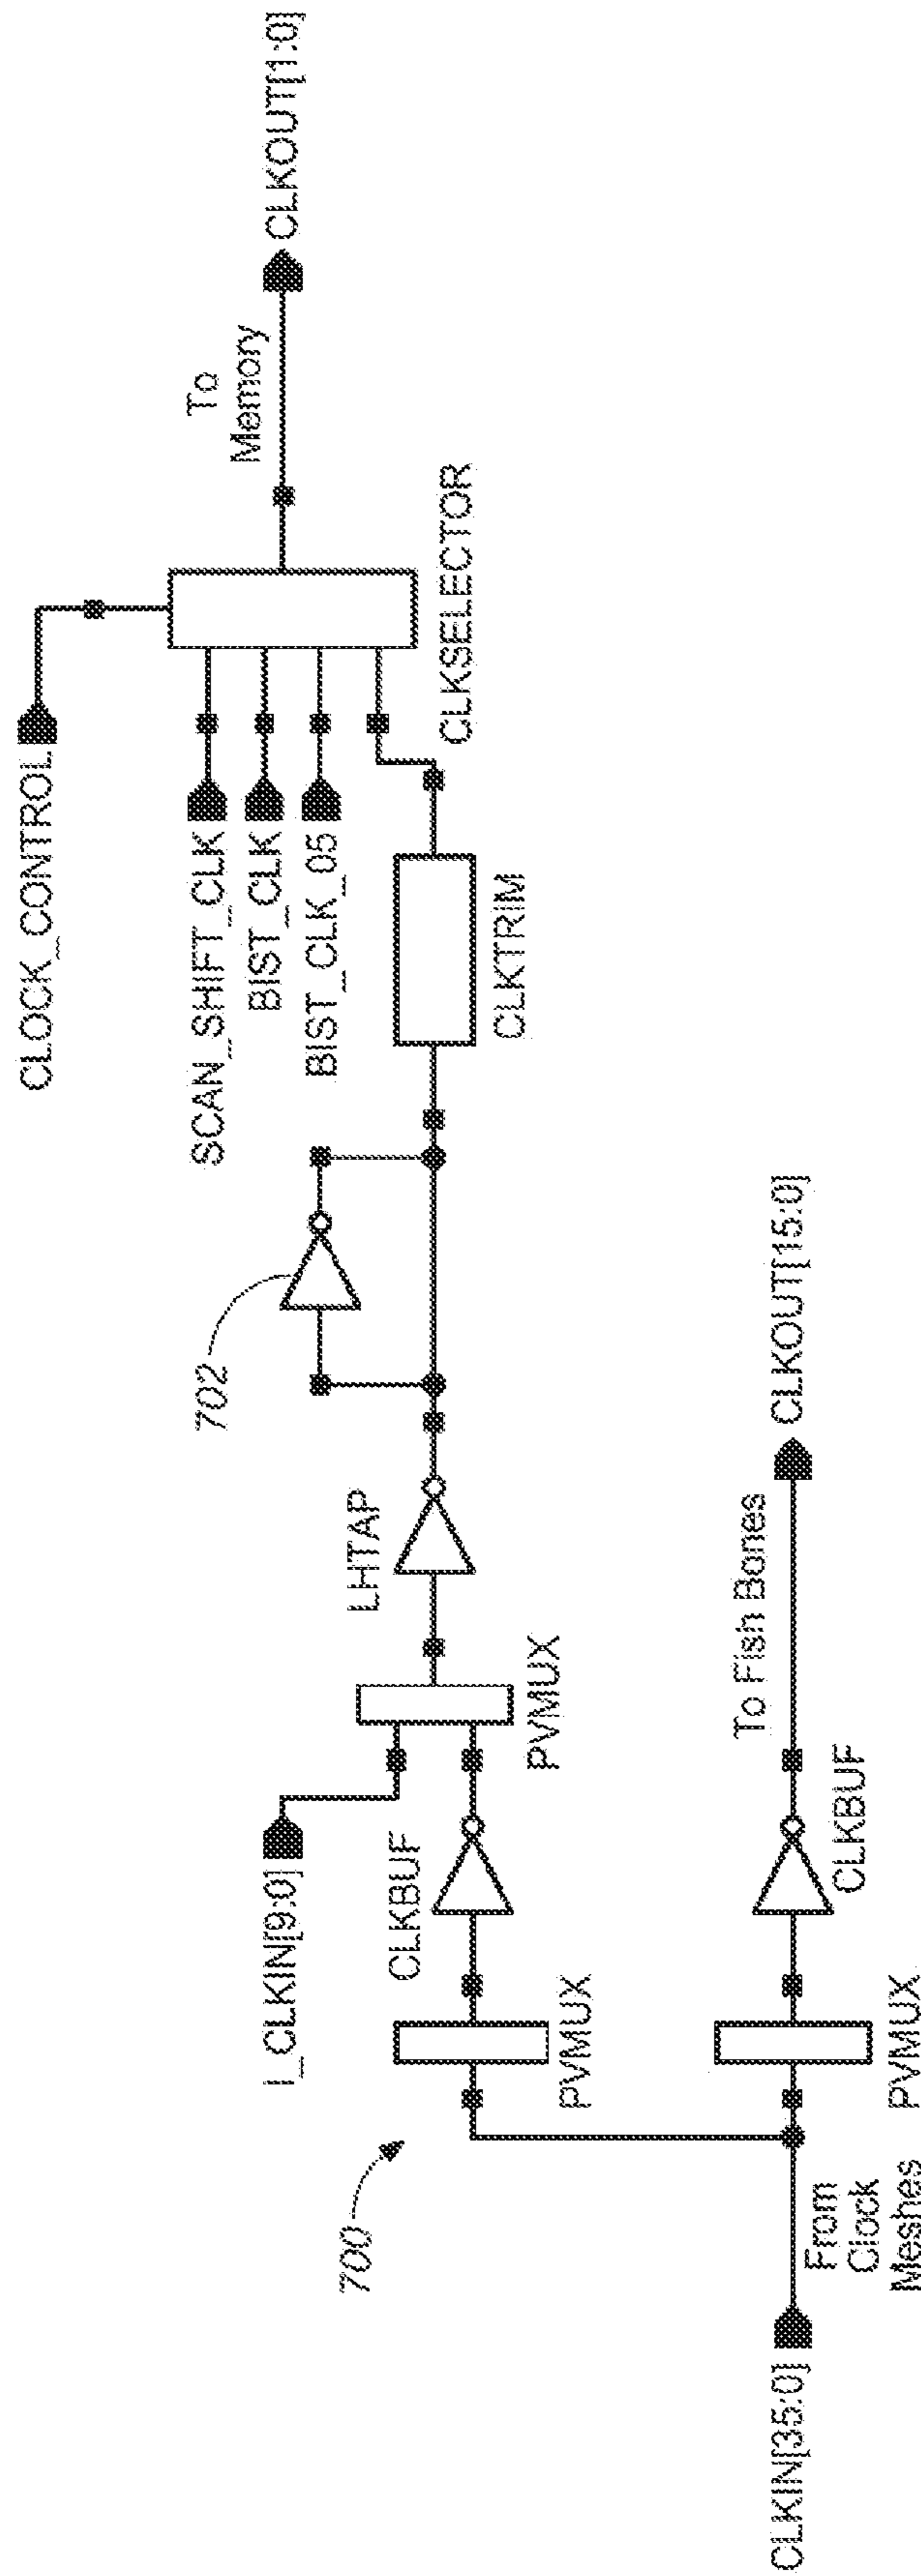 CLOCK_CONTROL
SCAN_SHIFT_CLK
BIST_CLK
BIST_CLK_05
To
Memory
CLKOUT[1:0]
CLKSELECTOR
702
LHTAP
CLKTRIM
I_CLKIN[9:0]
CLKBUF
PVMUX
700
PVMUX
To Fish Bones
CLKOUT[15:0]
CLKIN[35:0]
From
Clock
Meshes
PVMUX
CLKBUF